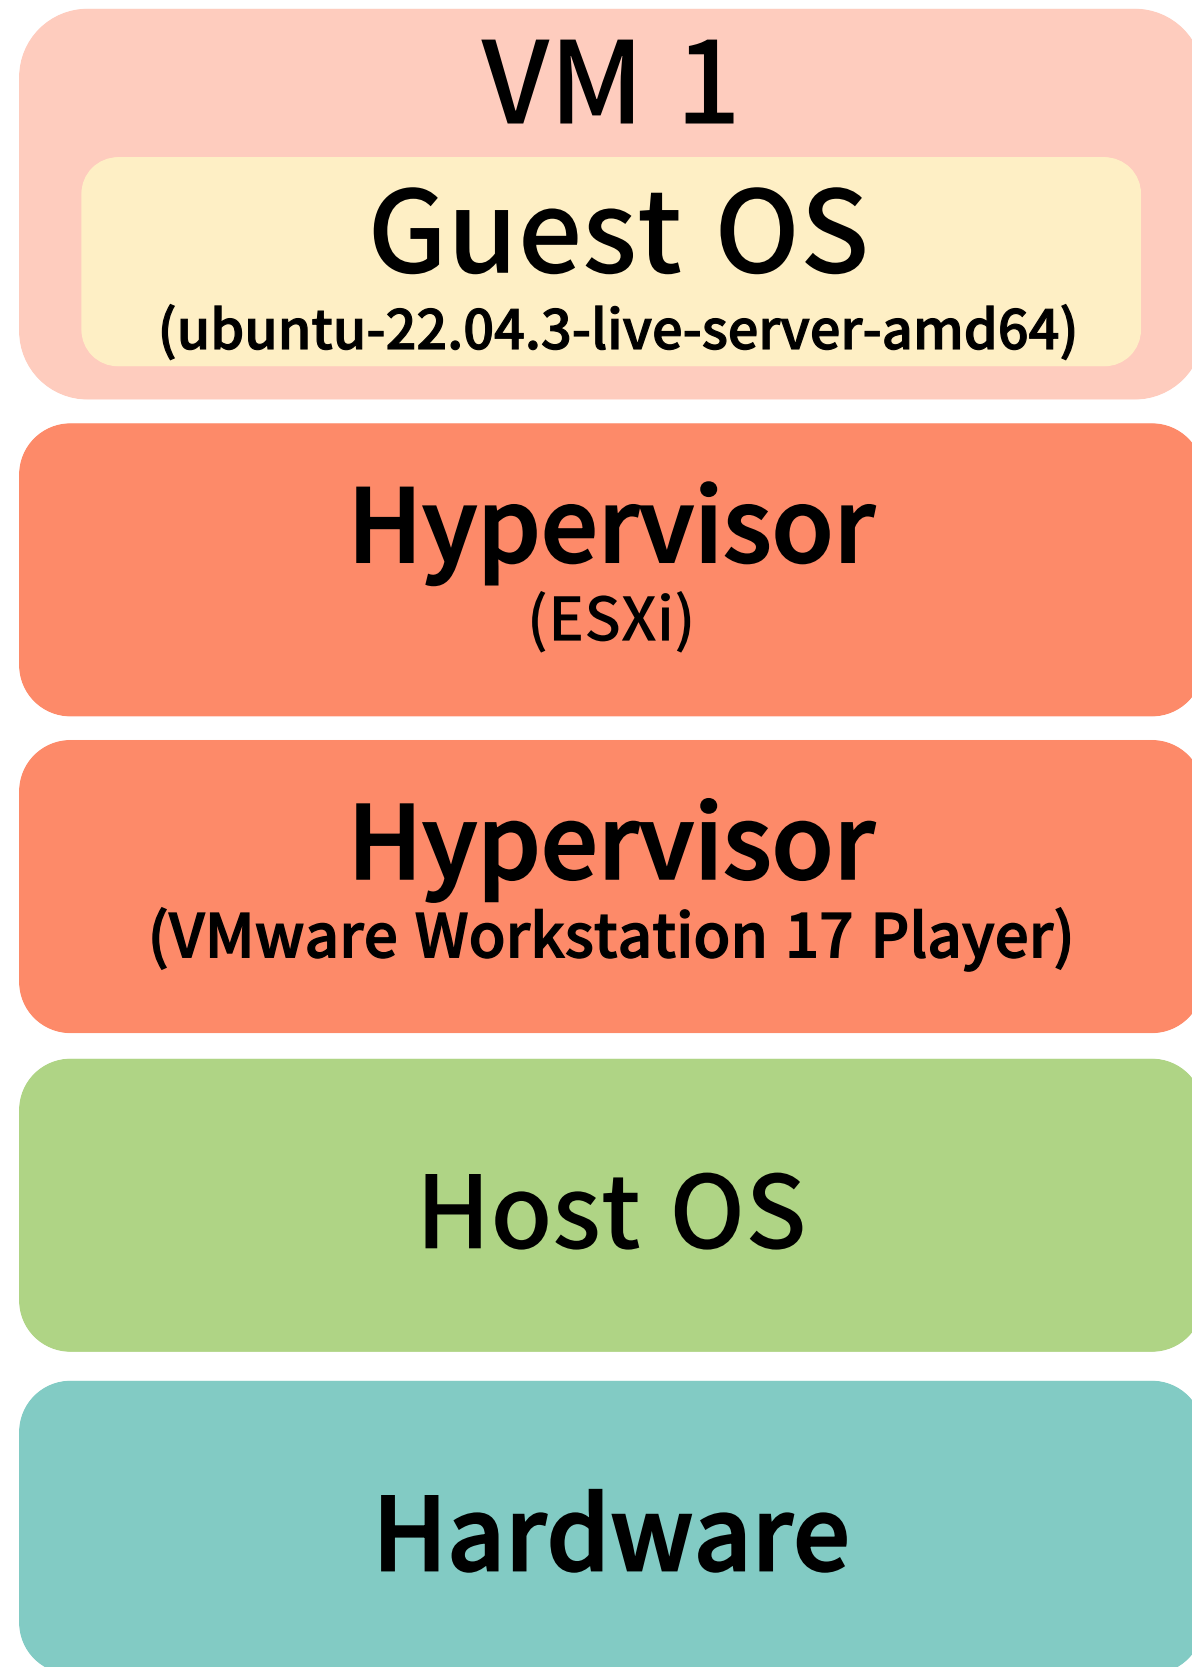 VM 1
Guest OS
(ubuntu-22.04.3-live-server-amd64)
Hypervisor
(ESXi)
Hypervisor
(VMware Workstation 17 Player)
Host OS
Hardware